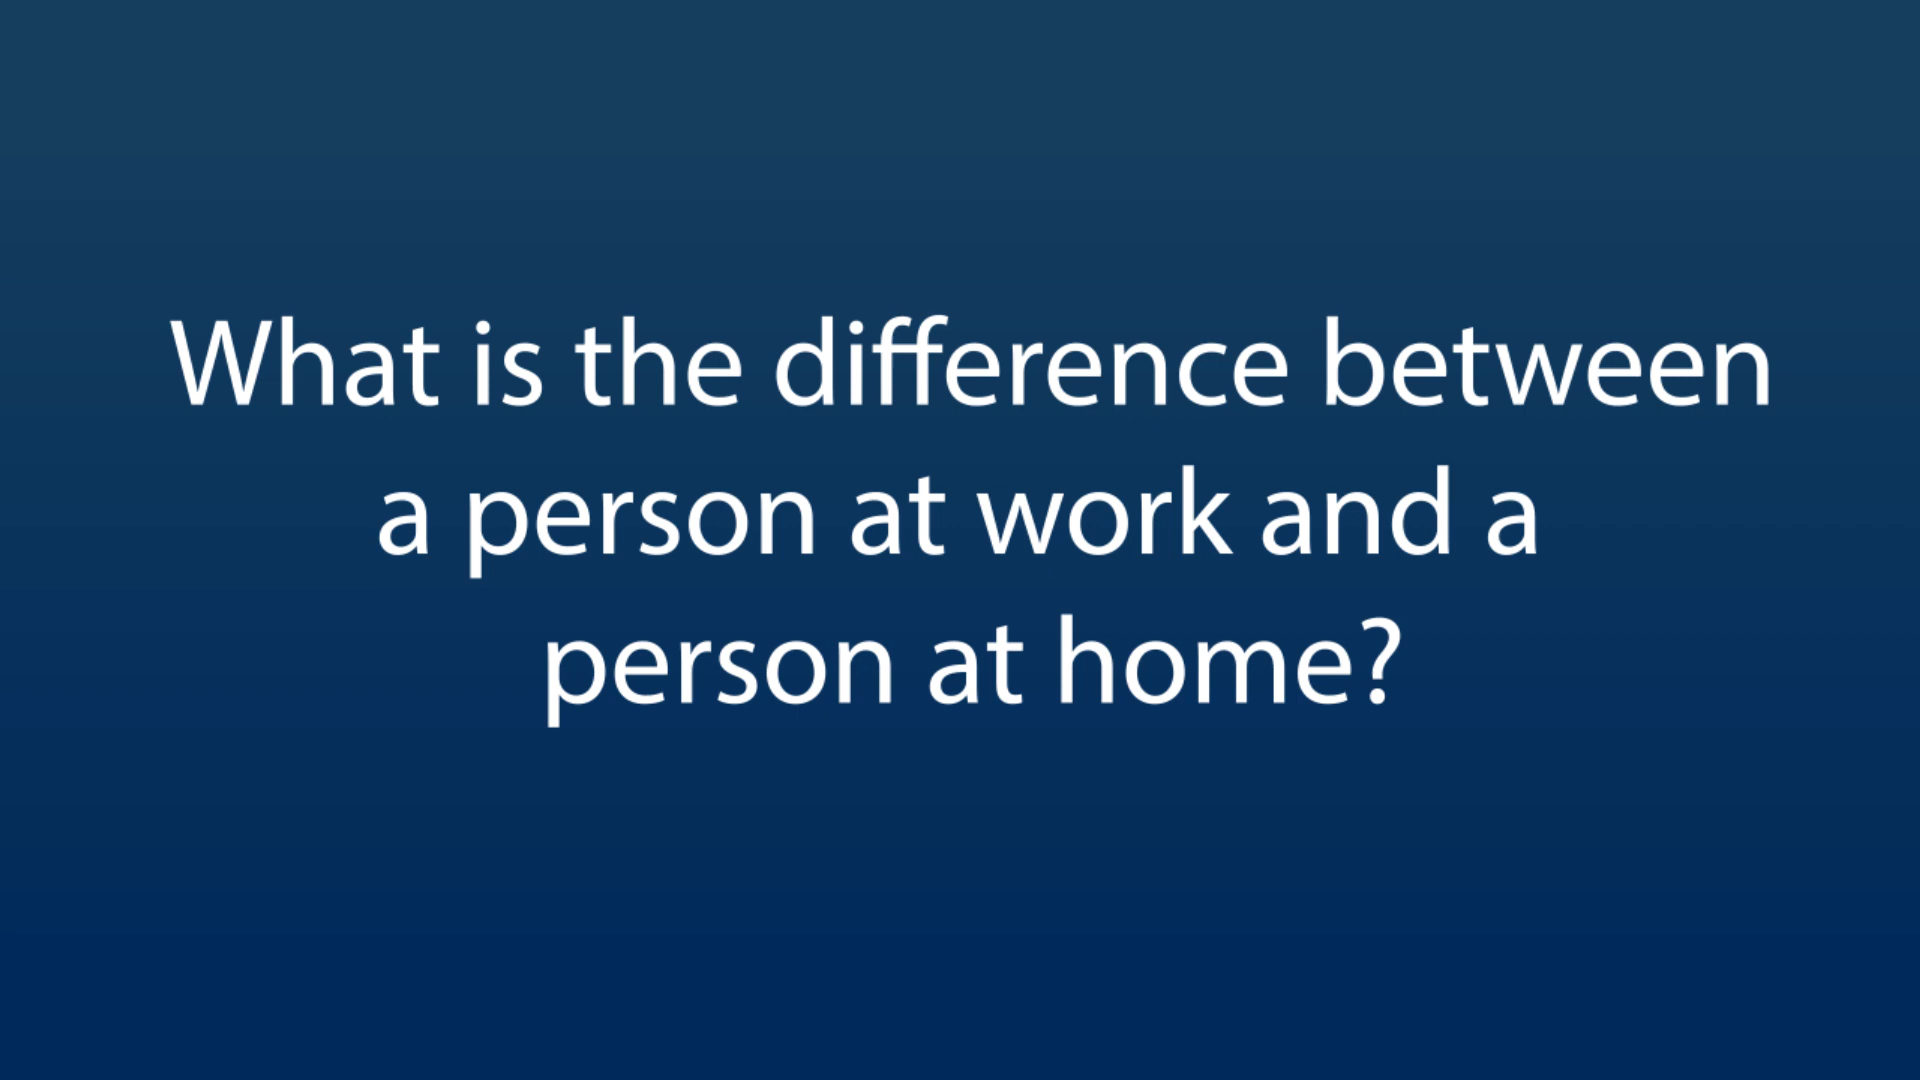 What is the difference between
a person at work and a
person at home?